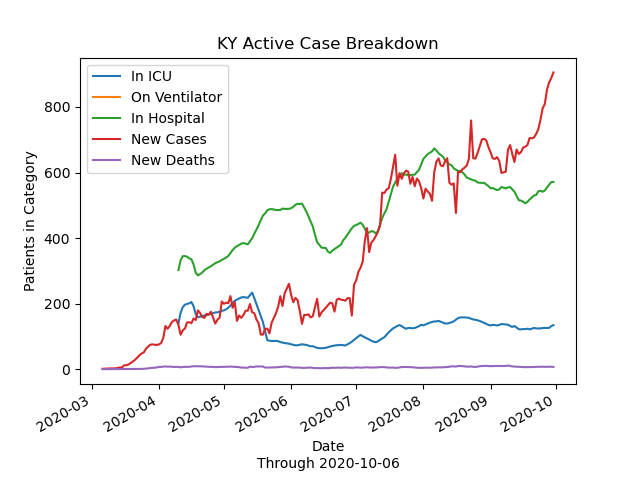 KY Active Case Breakdown
In ICU
On Ventilator
In Hospital
New Cases
New Deaths
Patients in Category
800
600
400
200
0
2020-03
2020-04
2020-05
2020-06
2020-07
2020-08
2020-09
2020-10
Date
Through 2020-10-06